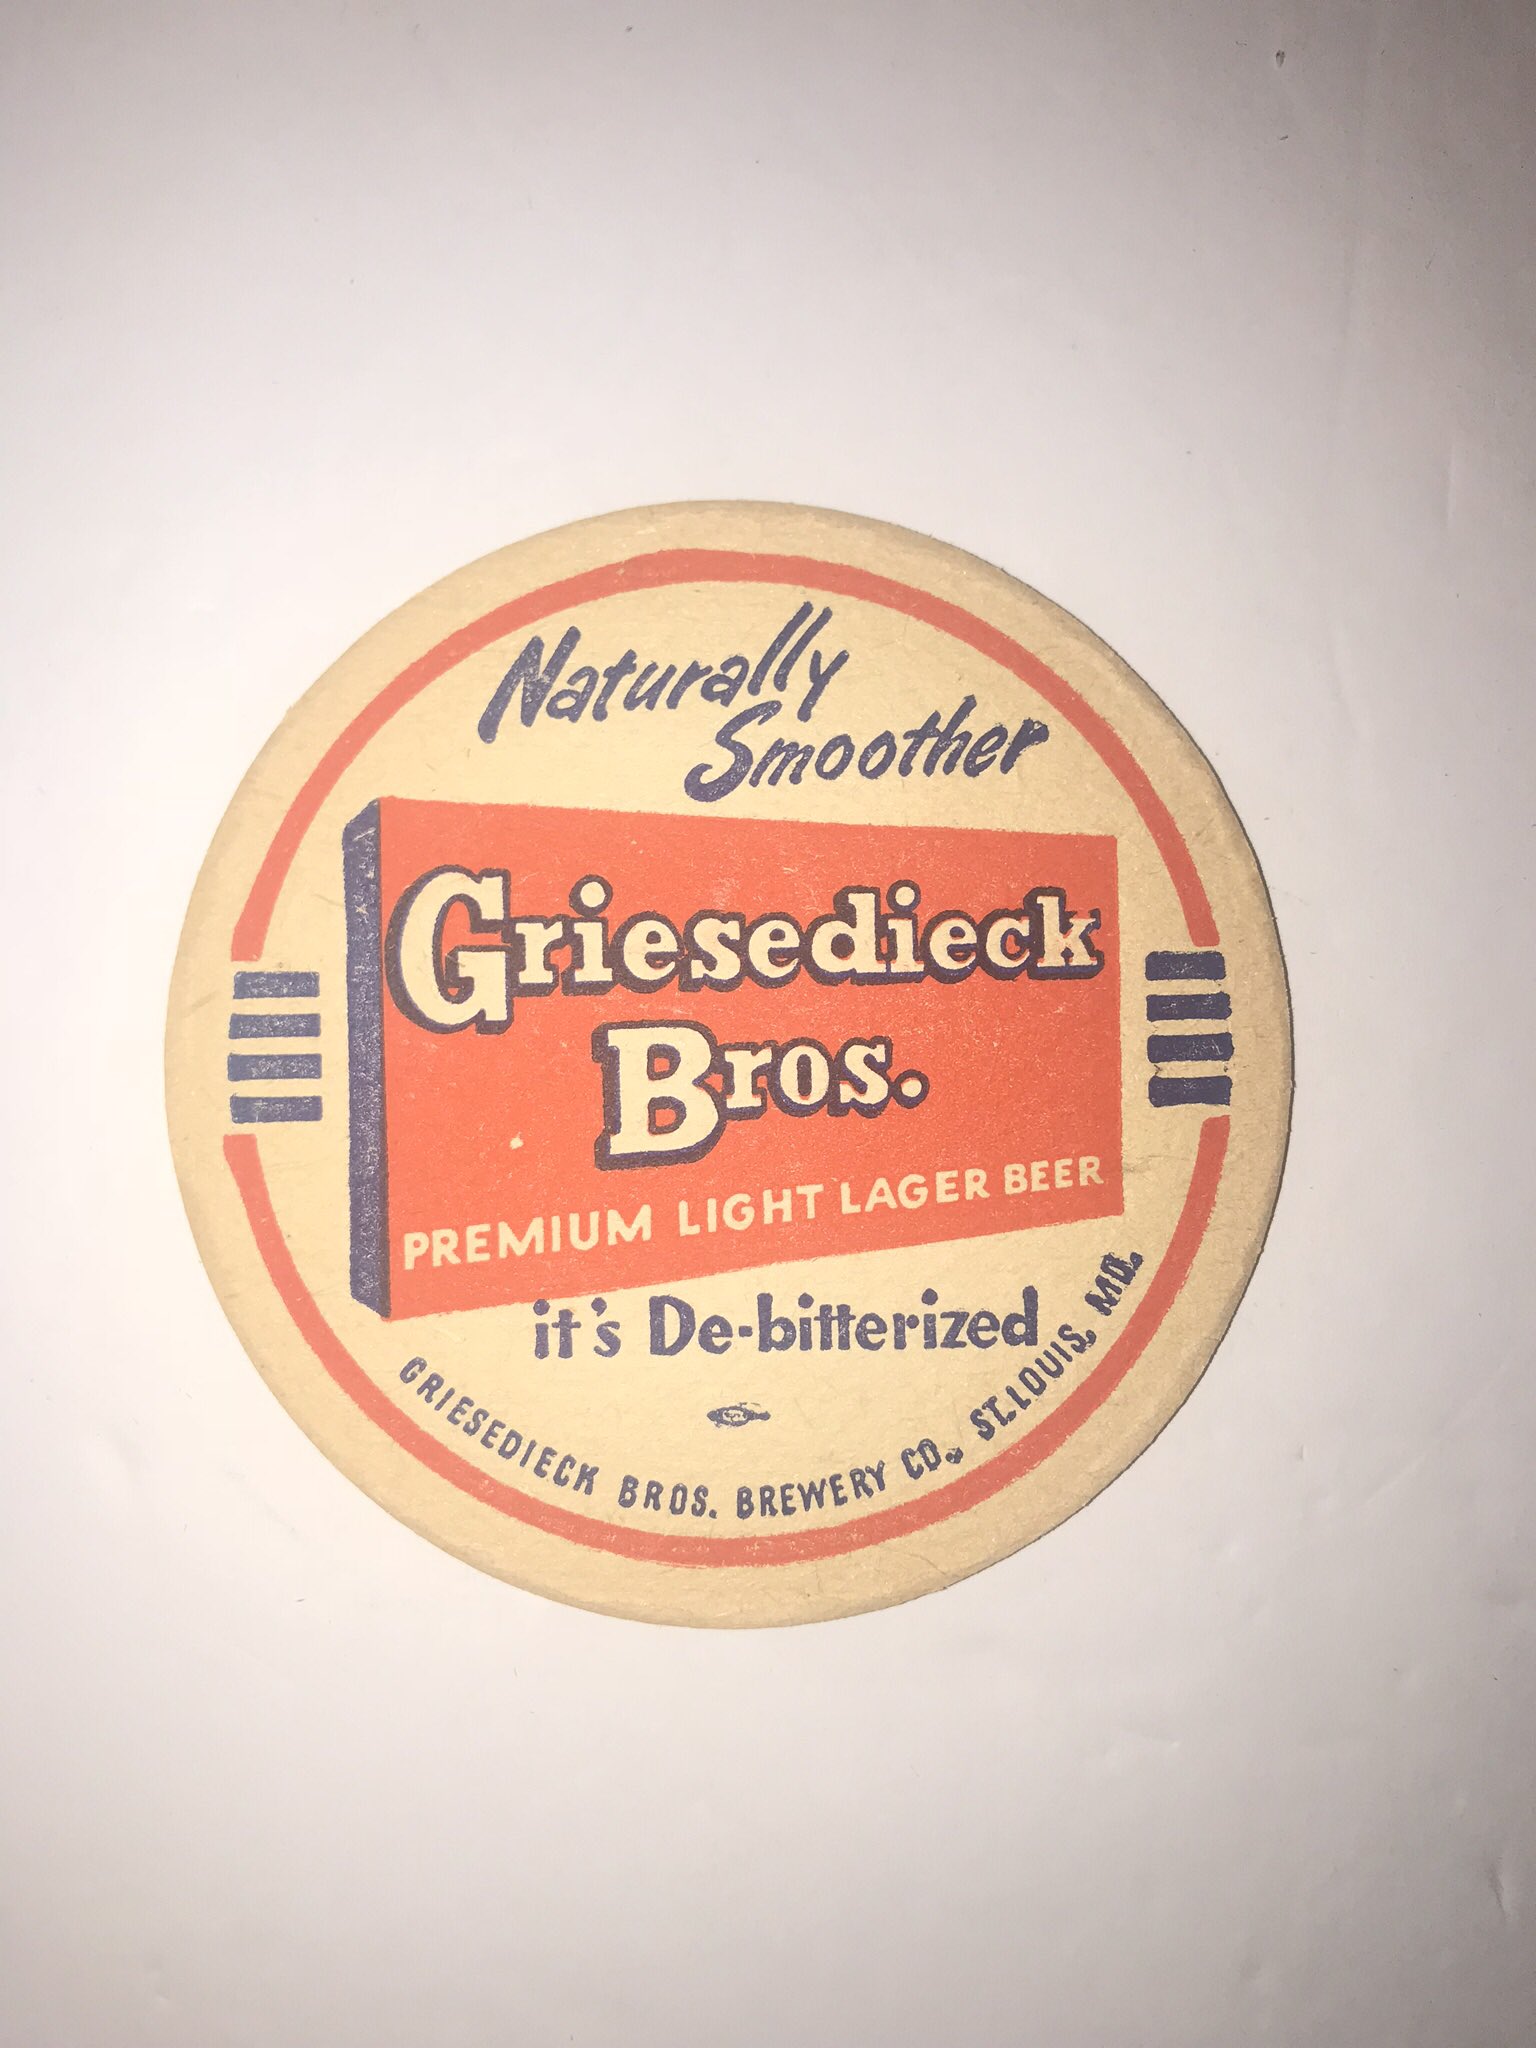 Naturally
Smoother
Griesedieck
Bros.
PREMIUM LIGHT LAGER BEER
it's De-bitterized
GRIESEDIECK BROS. BREWERY CO., ST. LOUIS, MO.